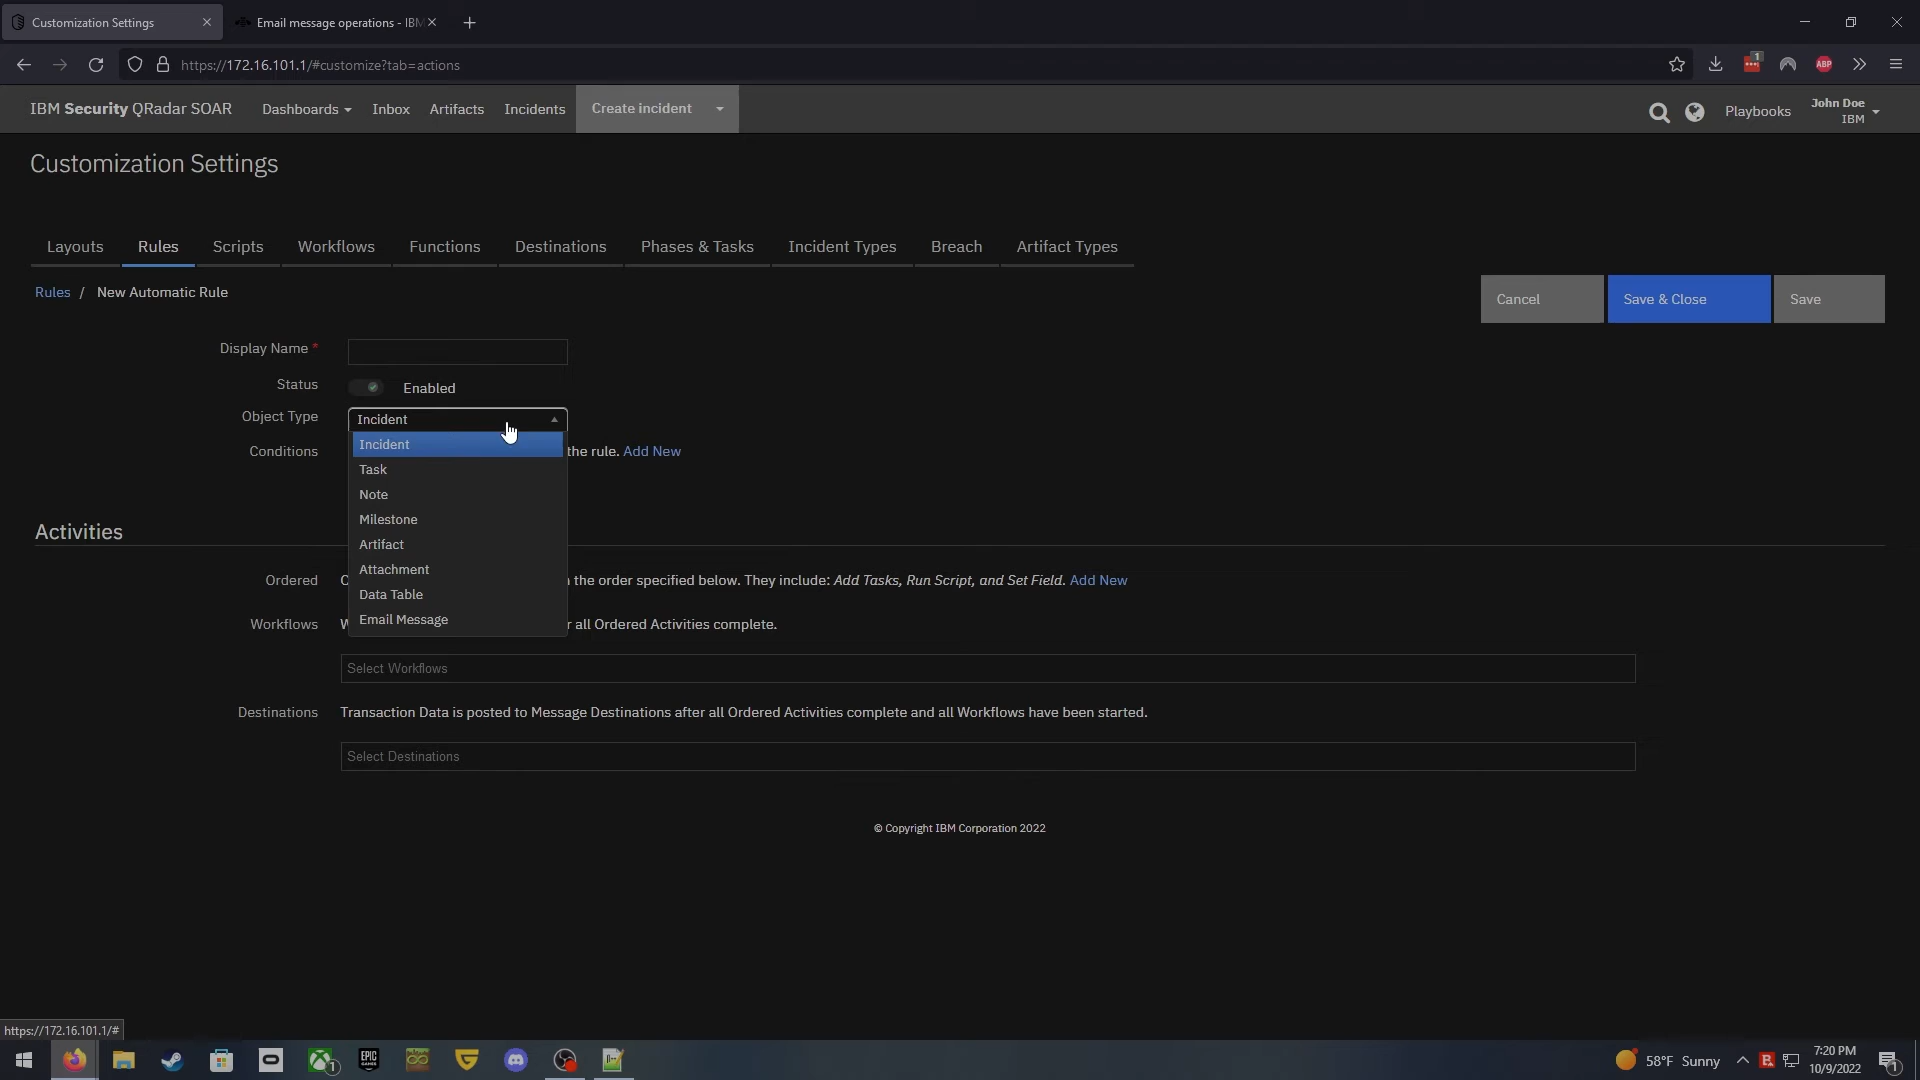 Customization Settings
Email message operations - IBM
https://172.16.101.1/#customize?tab=actions
1
ABP
IBM Security QRadar SOAR
Dashboards
Inbox
Artifacts
Incidents
Create incident
Playbooks
John Doe
IBM
Customization Settings
Layouts
Rules
Scripts
Workflows
Functions
Destinations
Phases & Tasks
Incident Types
Breach
Artifact Types
Rules / New Automatic Rule
Cancel
Save & Close
Save
Display Name *
Status
Enabled
Object Type
Incident
Incident
Conditions
the rule. Add New
Task
Note
Milestone
Activities
Artifact
Attachment
Ordered
the order specified below. They include: Add Tasks, Run Script, and Set Field. Add New
Data Table
Email Message
Workflows
all Ordered Activities complete.
Select Workflows
Destinations
Transaction Data is posted to Message Destinations after all Ordered Activities complete and all Workflows have been started.
Select Destinations
© Copyright IBM Corporation 2022
https://172.16.101.1/#
1
EPIC
GAMES
58°F Sunny
7:20 PM
10/9/2022
1